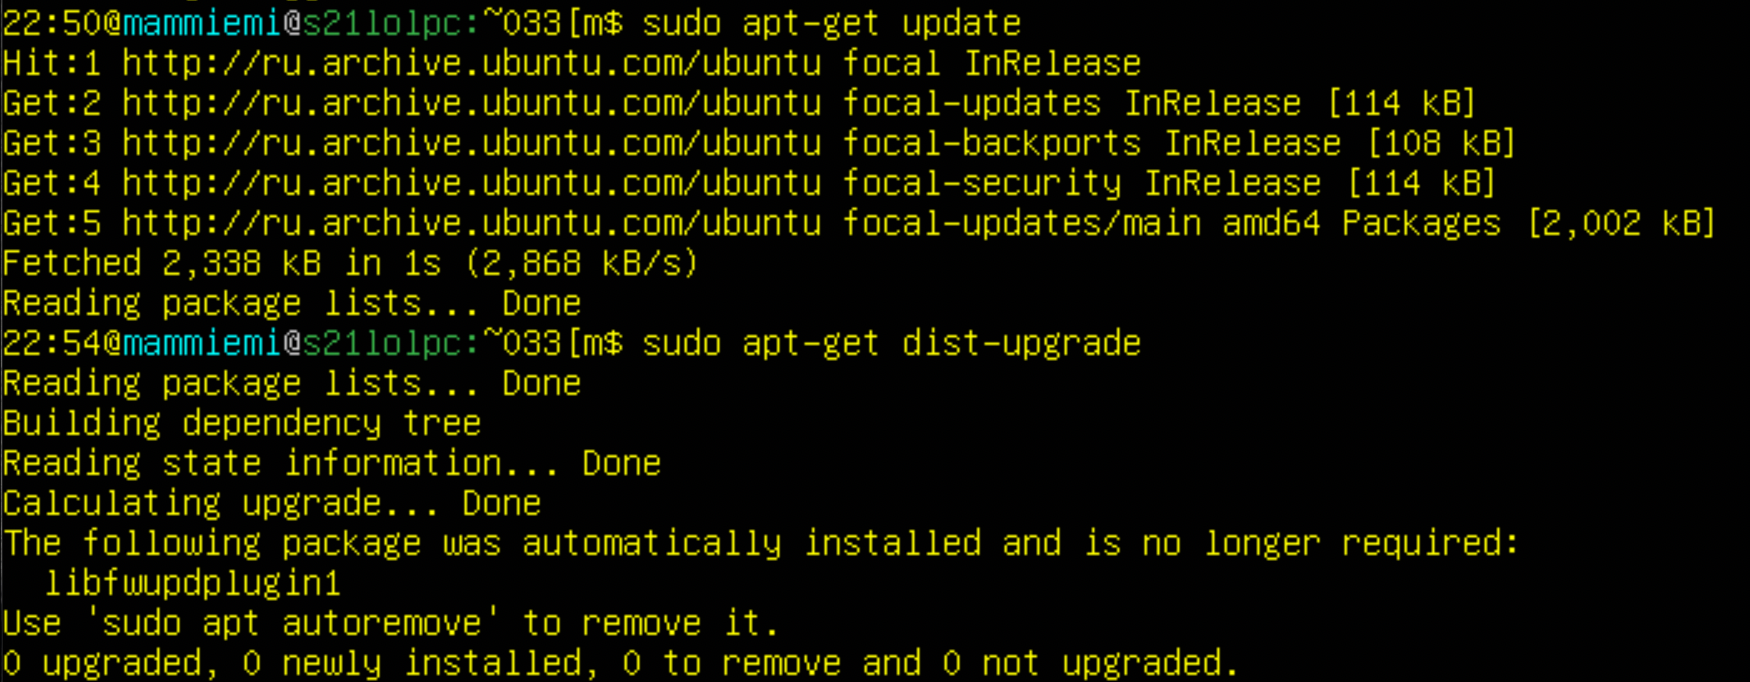 22:50@mammiemi@s21lolpc:~033[m$ sudo apt-get update
Hit:1 http://ru.archive.ubuntu.com/ubuntu focal InRelease
Get:2 http://ru.archive.ubuntu.com/ubuntu focal-updates InRelease [114 kB]
Get:3 http://ru.archive.ubuntu.com/ubuntu focal-backports InRelease [108 kB]
Get:4 http://ru.archive.ubuntu.com/ubuntu focal-security InRelease [114 kB]
Get:5 http://ru.archive.ubuntu.com/ubuntu focal-updates/main amd64 Packages [2,002 kB]
Fetched 2,338 kB in 1s (2,868 kB/s)
Reading package lists... Done
22:54@mammiemi@s21lolpc:~033[m$ sudo apt-get dist-upgrade
Reading package lists... Done
Building dependency tree
Reading state information... Done
Calculating upgrade... Done
The following package was automatically installed and is no longer required:
  libfwupdplugin1
Use 'sudo apt autoremove' to remove it.
0 upgraded, 0 newly installed, 0 to remove and 0 not upgraded.